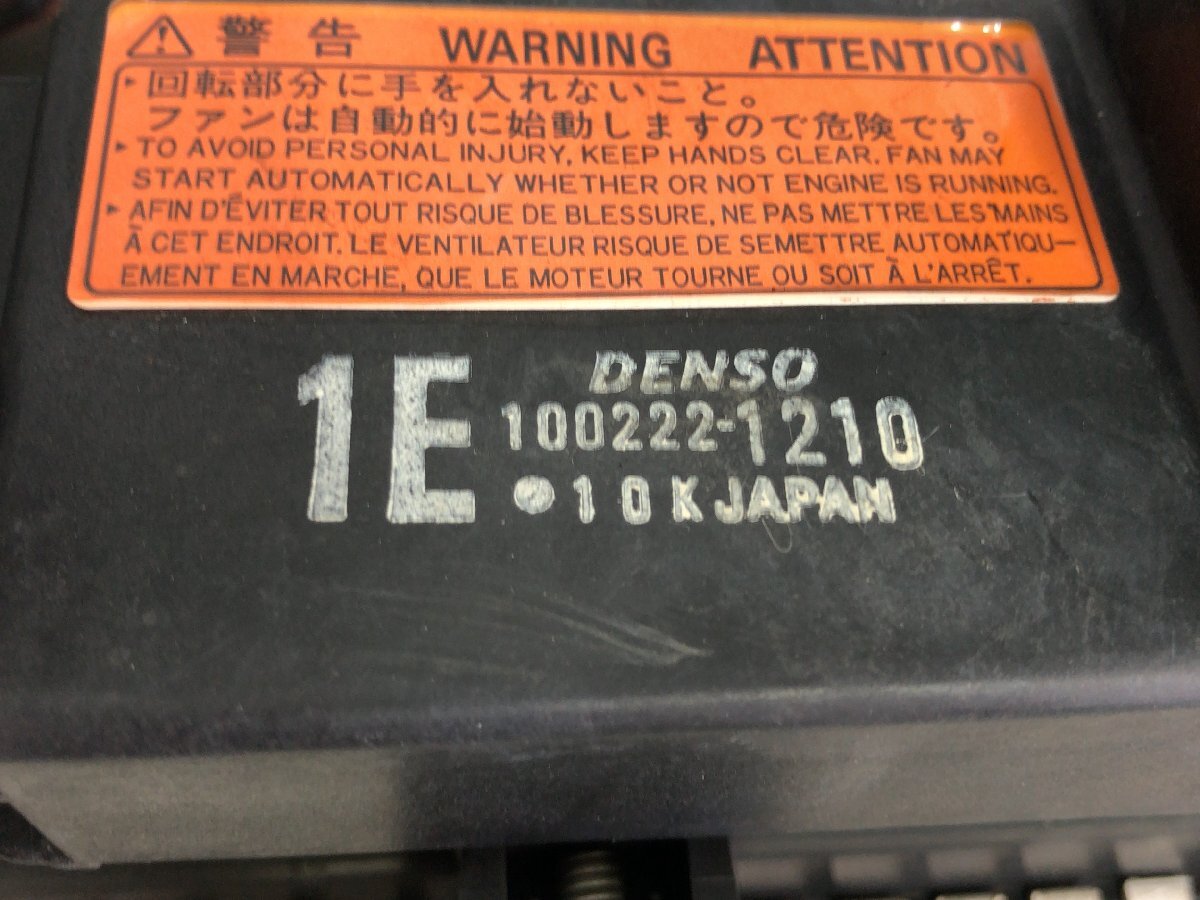 警告 WARNING ATTENTION
▸回転部分に手を入れないこと。
ファンは自動的に始動しますので危険です。
▸TO AVOID PERSONAL INJURY, KEEP HANDS CLEAR. FAN MAY
START AUTOMATICALLY WHETHER OR NOT ENGINE IS RUNNING.
▸AFIN D'ÉVITER TOUT RISQUE DE BLESSURE, NE PAS METTRE LES MAINS
À CET ENDROIT. LE VENTILATEUR RISQUE DE SEMETTRE AUTOMATIQU-
EMENT EN MARCHE, QUE LE MOTEUR TOURNE OU SOIT À L'ARRÊT.
1E DENSO
100222-1210
●10K JAPAN